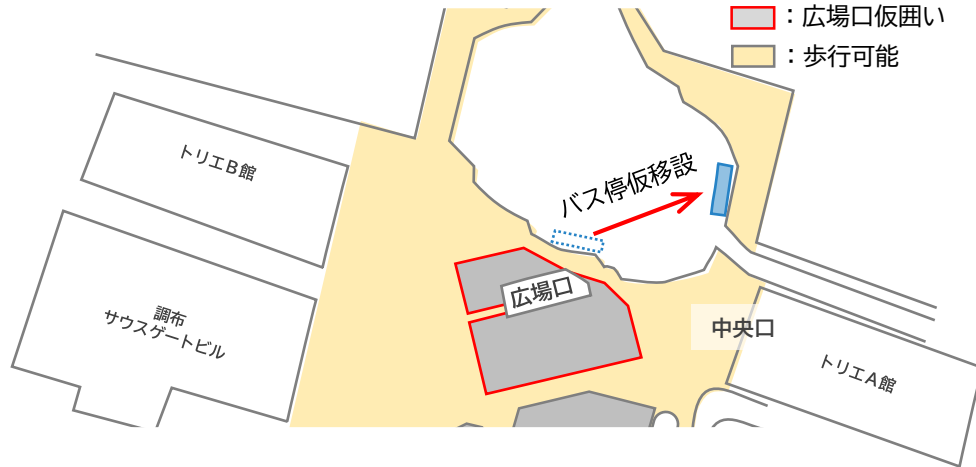 ：広場口仮囲い
：歩行可能
トリエB館
バス停仮移設
広場口
調布
サウスゲートビル
中央口
トリエA館